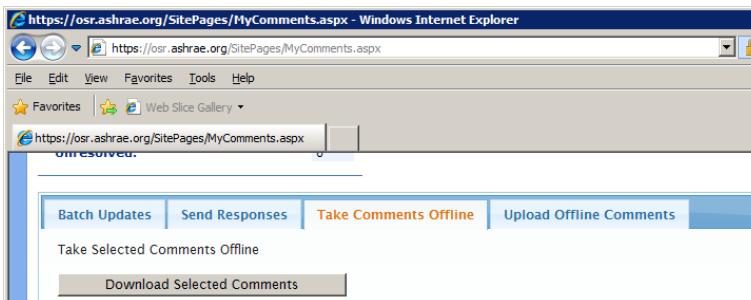 https://osr.ashrae.org/SitePages/MyComments.aspx - Windows Internet Explorer
https://osr.ashrae.org/SitePages/MyComments.aspx
File Edit View Favorites Tools Help
Favorites Web Slice Gallery
https://osr.ashrae.org/SitePages/MyComments.aspx
Unresolved: 0
Batch Updates Send Responses Take Comments Offline Upload Offline Comments
Take Selected Comments Offline
Download Selected Comments